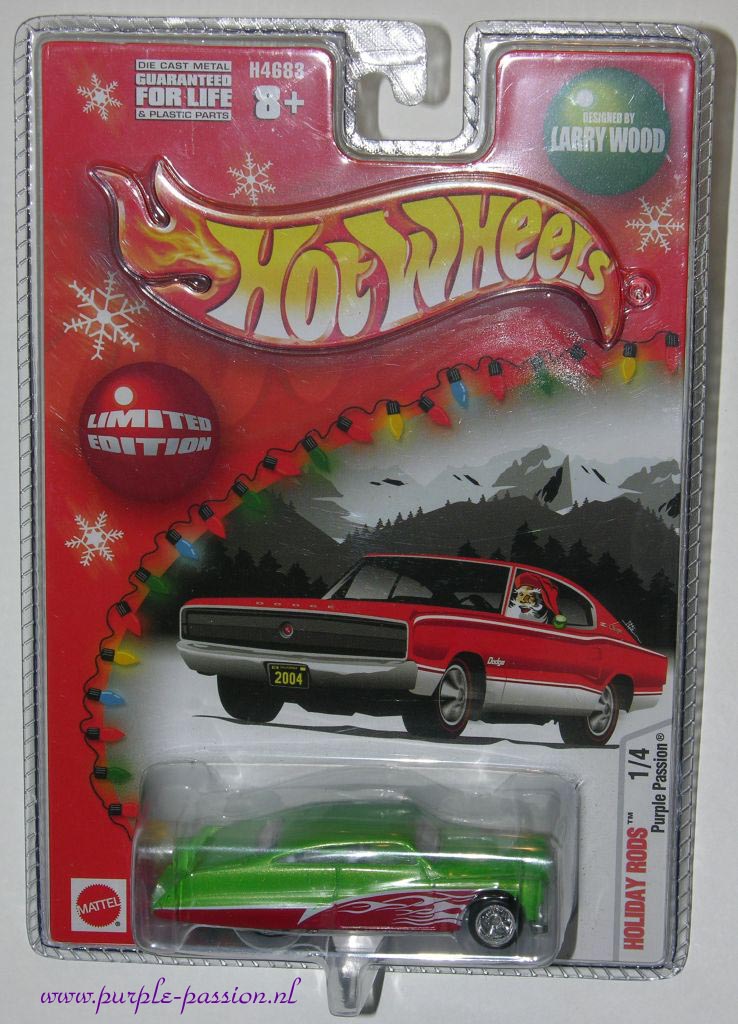 DIE CAST METAL
GUARANTEED
FOR LIFE
& PLASTIC PARTS
H4683
8+
DESIGNED BY
LARRY WOOD
HOT WHEELS
LIMITED
EDITION
DODGE
Dodge
2004
HOLIDAY RODS™ 1/4
Purple Passion®
MATTEL
www.purple-passion.nl